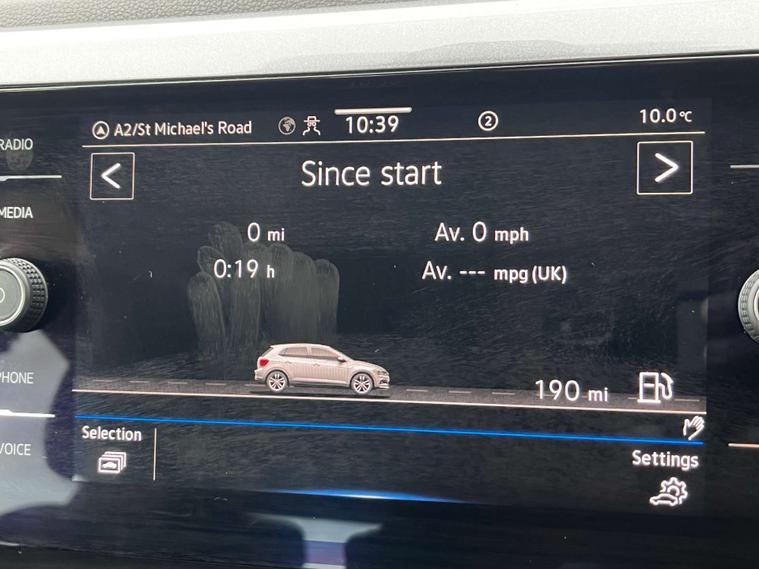 A2/St Michael's Road 10:39 2 10.0°C
RADIO
< Since start >
MEDIA
0 mi Av. 0 mph
0:19 h Av. --- mpg (UK)
PHONE
190 mi
Selection
VOICE
Settings